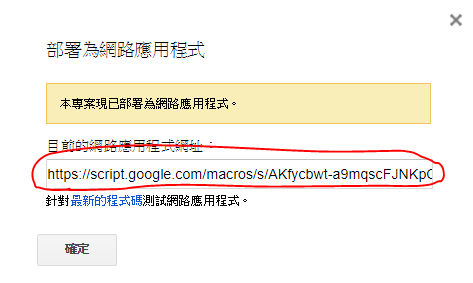 部署為網路應用程式
本專案現已部署為網路應用程式。
目前的網路應用程式網址：
https://script.google.com/macros/s/AKfycbwt-a9mqscFJNKp
針對最新的程式碼測試網路應用程式。
確定